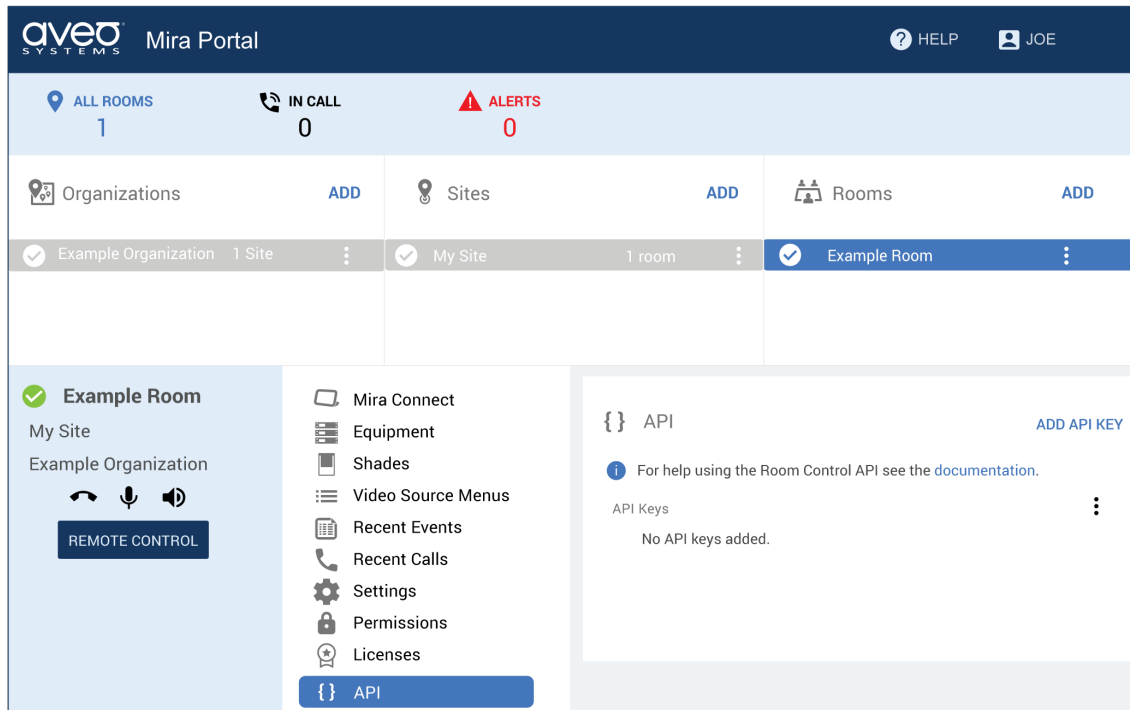 aveo
SYSTEMS
Mira Portal
? HELP
JOE
ALL ROOMS
1
IN CALL
0
ALERTS
0
Organizations ADD
Sites ADD
Rooms ADD
Example Organization 1 Site
My Site 1 room
Example Room
Example Room
My Site
Example Organization
REMOTE CONTROL
Mira Connect
Equipment
Shades
Video Source Menus
Recent Events
Recent Calls
Settings
Permissions
Licenses
{ } API
{ } API
ADD API KEY
i For help using the Room Control API see the documentation.
API Keys
No API keys added.